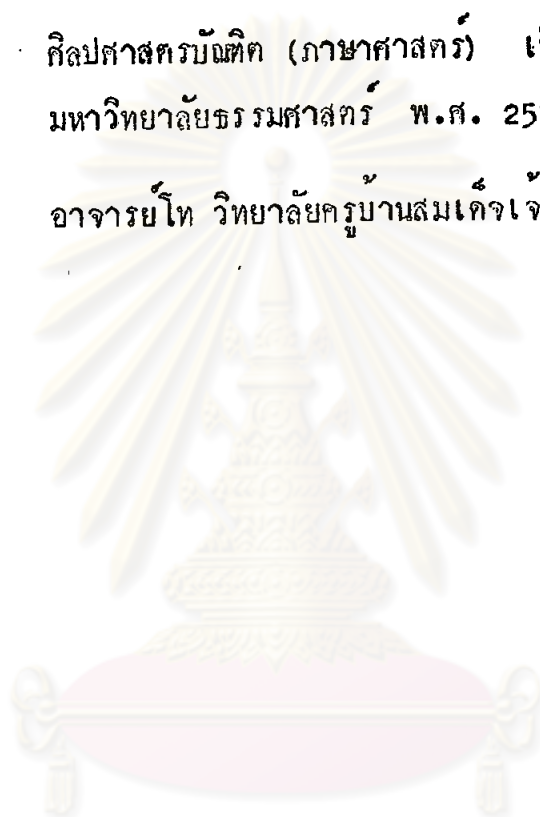 ศิลปศาสตรบัณฑิต (ภาษาศาสตร์)
มหาวิทยาลัยธรรมศาสตร์ พ.ศ. 25
อาจารย์โท วิทยาลัยครูบ้านสมเด็จเจ้